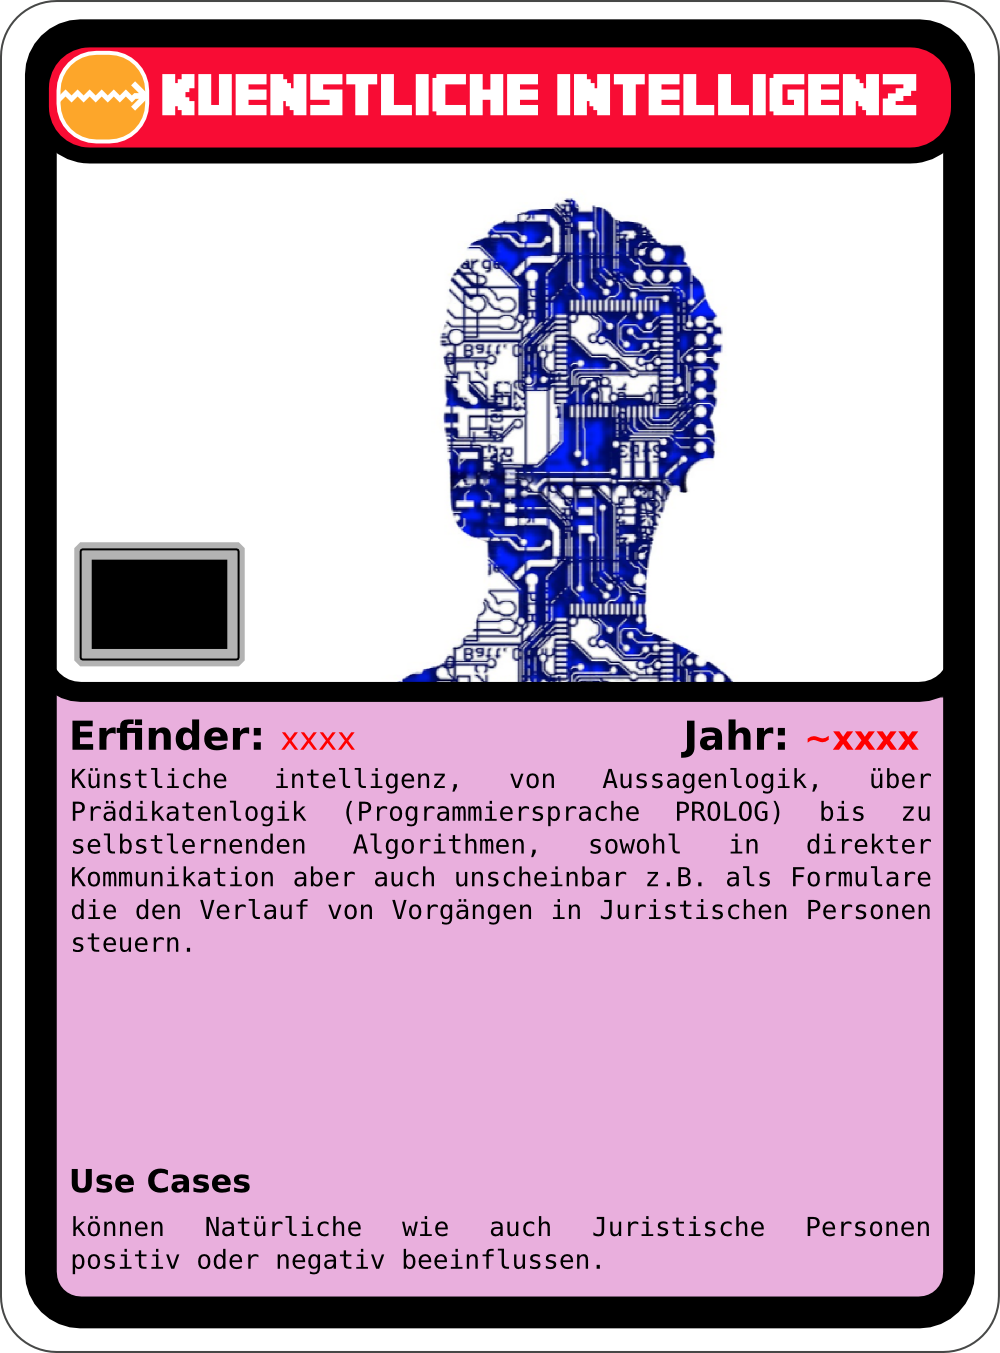 KUENSTLICHE INTELLIGENZ
Erfinder: xxxx Jahr: ~xxxx
Künstliche intelligenz, von Aussagenlogik, über
Prädikatenlogik (Programmiersprache PROLOG) bis zu
selbstlernenden Algorithmen, sowohl in direkter
Kommunikation aber auch unscheinbar z.B. als Formulare
die den Verlauf von Vorgängen in Juristischen Personen
steuern.
Use Cases
können Natürliche wie auch Juristische Personen
positiv oder negativ beeinflussen.